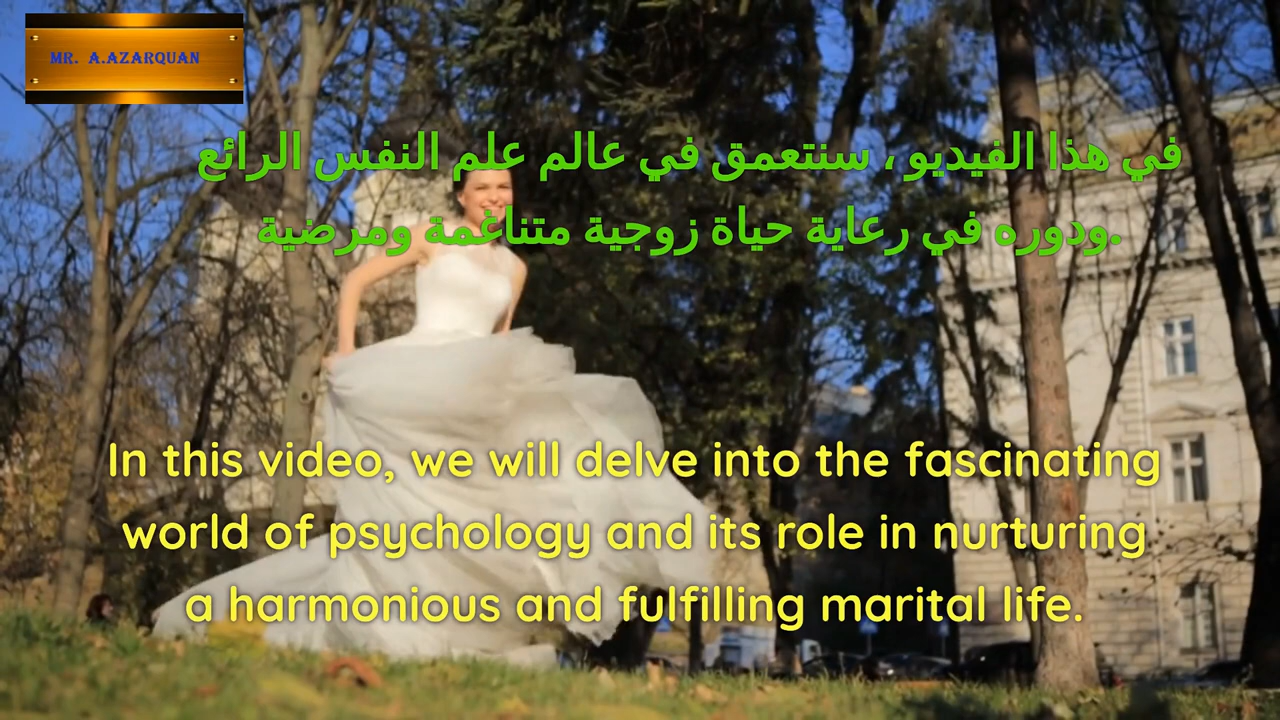 MR. A.AZARQUAN
في هذا الفيديو ، سنتعمق في عالم علم النفس الرائع
ودوره في رعاية حياة زوجية متناغمة ومرضية.
In this video, we will delve into the fascinating
world of psychology and its role in nurturing
a harmonious and fulfilling marital life.